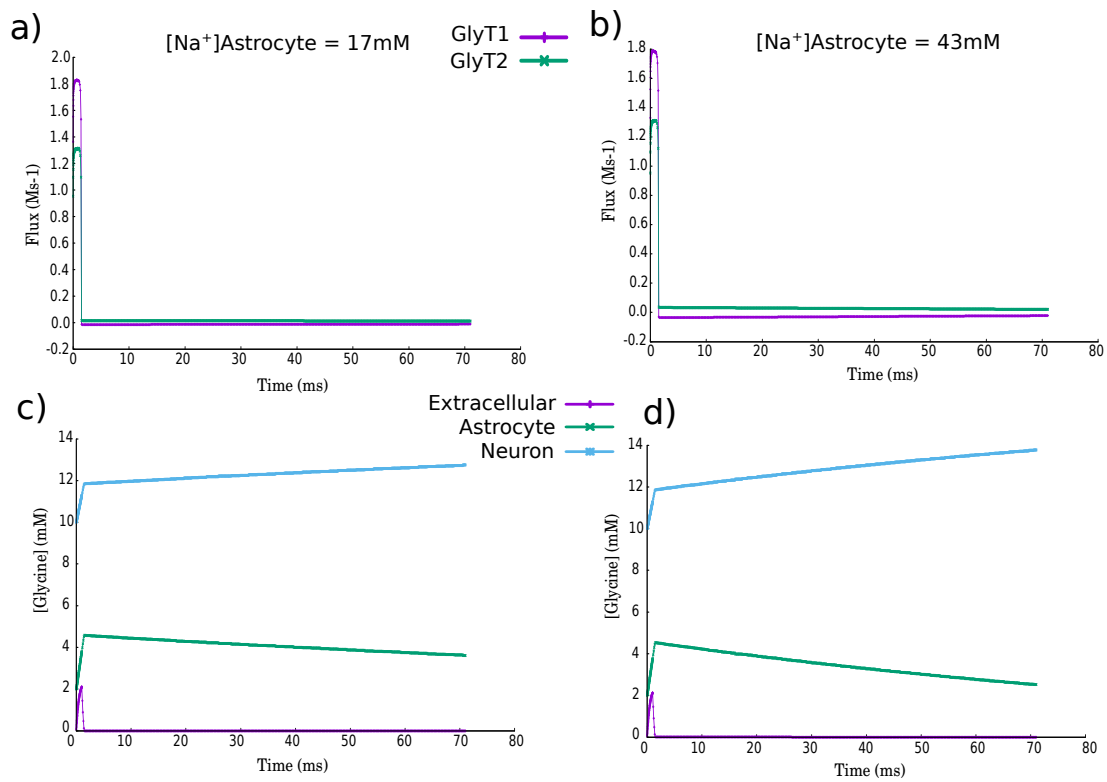 a)
[Na⁺]Astrocyte = 17mM
GlyT1
GlyT2
b)
[Na⁺]Astrocyte = 43mM
2.0
1.8
1.6
1.4
1.2
1.0
0.8
0.6
0.4
0.2
0.0
-0.2
Flux (Ms-1)
0 10 20 30 40 50 60 70 80
Time (ms)
1.8
1.6
1.4
1.2
1.0
0.8
0.6
0.4
0.2
0.0
-0.2
Flux (Ms-1)
0 10 20 30 40 50 60 70 80
Time (ms)
c)
Extracellular
Astrocyte
Neuron
d)
14
12
10
8
6
4
2
0
[Glycine] (mM)
0 10 20 30 40 50 60 70 80
Time (ms)
14
12
10
8
6
4
2
0
[Glycine] (mM)
0 10 20 30 40 50 60 70 80
Time (ms)